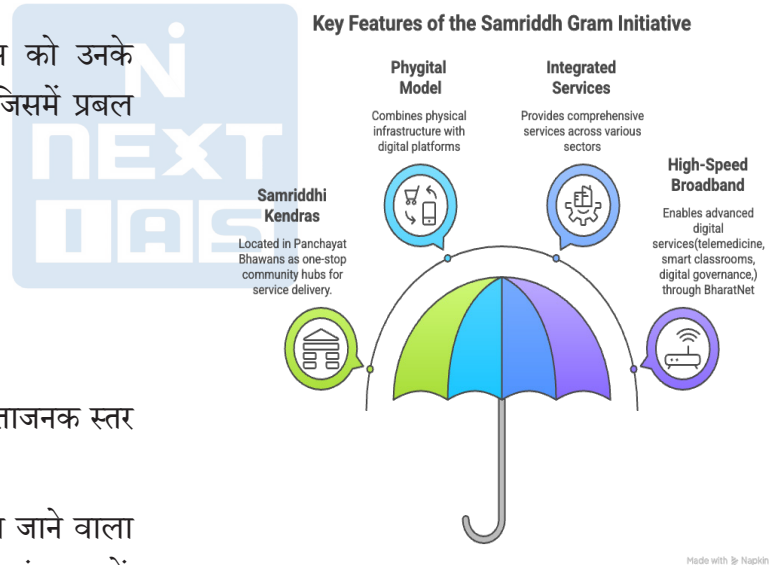 Key Features of the Samriddh Gram Initiative
को उनके
जिसमें प्रबल
N
NEXT
IAS
Phygital
Model
Combines physical
infrastructure with
digital platforms
Integrated
Services
Provides comprehensive
services across various
sectors
High-Speed
Broadband
Enables advanced
digital
services(telemedicine,
smart classrooms,
digital governance,)
through BharatNet
Samriddhi
Kendras
Located in Panchayat
Bhawans as one-stop
community hubs for
service delivery.
स्तर
जाने वाला
Made with Napkin